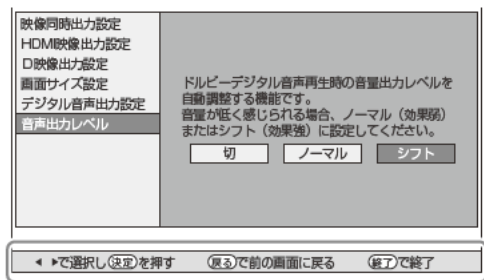 映像同時出力設定
HDMI映像出力設定
D映像出力設定
画面サイズ設定
デジタル音声出力設定
音声出力レベル
ドルビーデジタル音声再生時の音量出力レベルを
自動調整する機能です。
音量が低く感じられる場合、ノーマル（効果弱）
またはシフト（効果強）に設定してください。
切 ノーマル シフト
◀ ▶で選択し決定を押す 戻るで前の画面に戻る 終了で終了